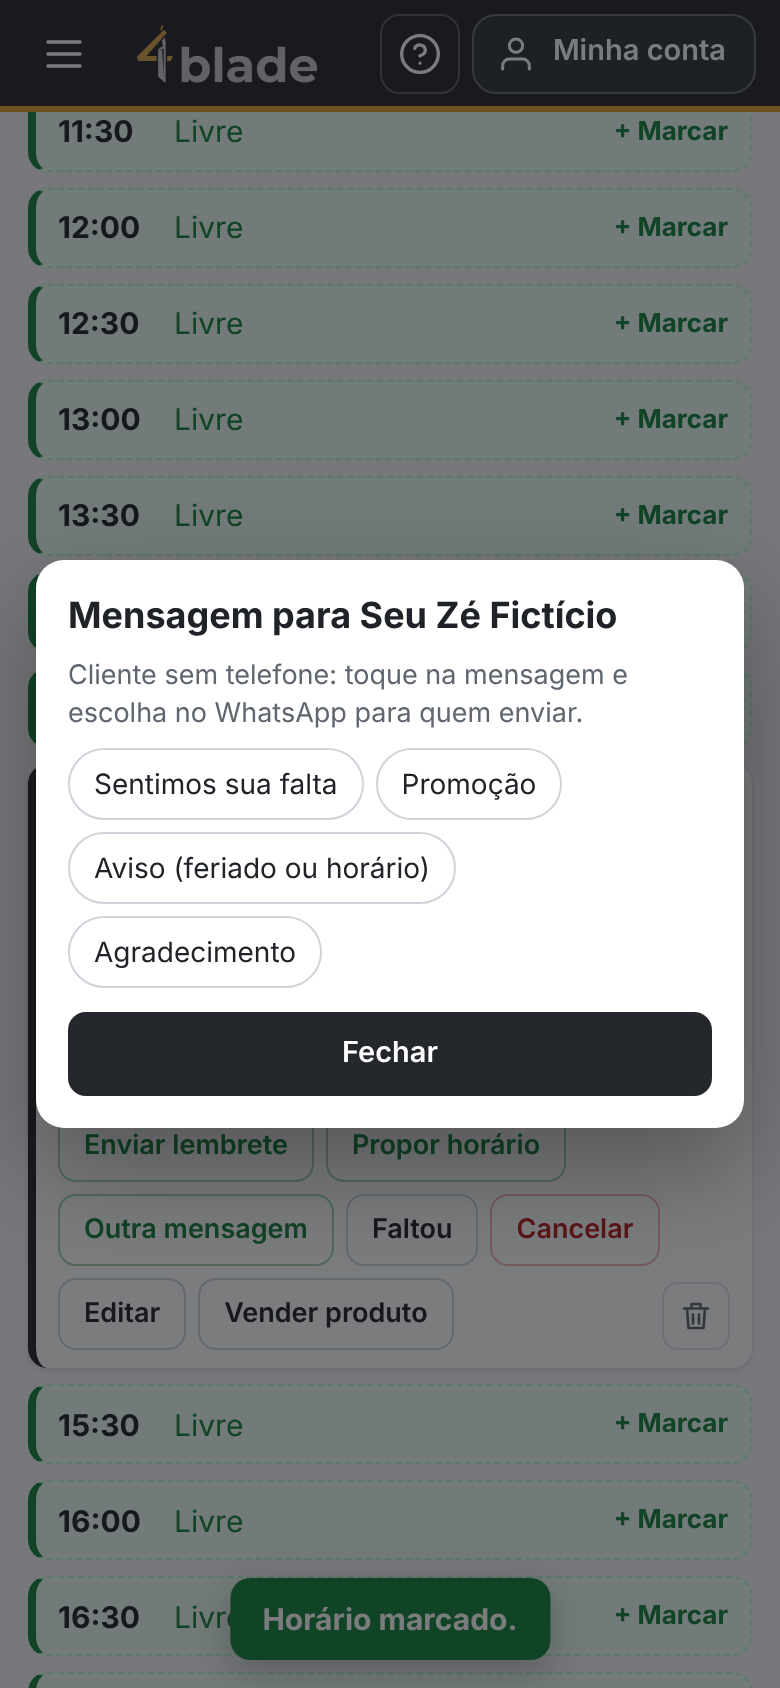 4blade
Minha conta
11:30 Livre + Marcar
12:00 Livre + Marcar
12:30 Livre + Marcar
13:00 Livre + Marcar
13:30 Livre + Marcar
Mensagem para Seu Zé Fictício
Cliente sem telefone: toque na mensagem e
escolha no WhatsApp para quem enviar.
Sentimos sua falta Promoção
Aviso (feriado ou horário)
Agradecimento
Fechar
Enviar lembrete Propor horário
Outra mensagem Faltou Cancelar
Editar Vender produto
15:30 Livre + Marcar
16:00 Livre + Marcar
16:30 Livre + Marcar
Horário marcado.